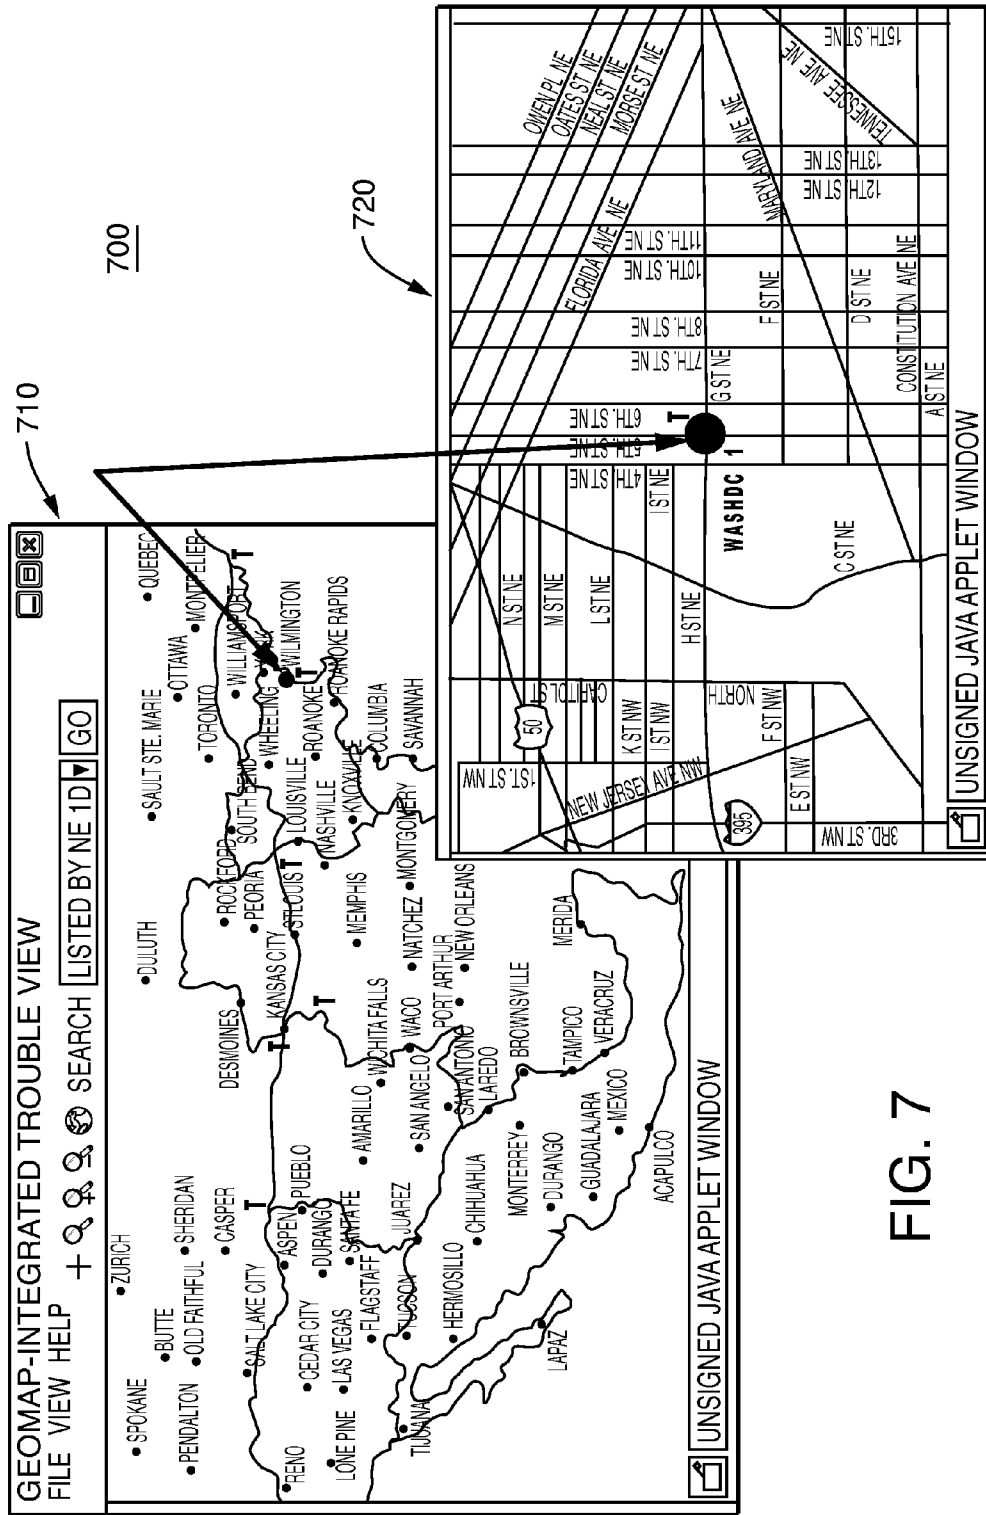 GEOMAP-INTEGRATED TROUBLE VIEW
FILE VIEW HELP
SEARCH LISTED BY NE 1D GO
710
700
720
SPOKANE
PENDALTON
BUTTE
OLD FAITHFUL
ZURICH
SHERIDAN
CASPER
SALT LAKE CITY
RENO
LONE PINE
CEDAR CITY
LAS VEGAS
ASPEN
PUEBLO
DURANGO
SANTA FE
FLAGSTAFF
TUCSON
TIJUANA
JUAREZ
HERMOSILLO
CHIHUAHUA
LAPAZ
DULUTH
DESMOINES
KANSAS CITY
STLOUIS
ROCKFORD
PEORIA
SOUTH BEND
LOUISVILLE
NASHVILLE
KNOXVILLE
MEMPHIS
WICHITA FALLS
AMARILLO
SAN ANGELO
WACO
NATCHEZ
MONTGOMERY
PORT ARTHUR
NEW ORLEANS
SAN ANTONIO
LAREDO
BROWNSVILLE
MONTERREY
DURANGO
TAMPICO
VERACRUZ
GUADALAJARA
MEXICO
ACAPULCO
MERIDA
SAULT STE. MARIE
OTTAWA
TORONTO
QUEBEC
MONTPELIER
WILLIAMSPORT
WHEELING
WILMINGTON
ROANOKE
ROANOKE RAPIDS
COLUMBIA
SAVANNAH
T
T
T
T
T
T
UNSIGNED JAVA APPLET WINDOW
OWEN PL. NE
OATES ST NE
NEAL ST NE
MORSE ST NE
FLORIDA AVE NE
MARYLAND AVE NE
TENNESSEE AVE NE
15TH. ST NE
13TH. ST NE
12TH. ST NE
11TH. ST NE
10TH. ST NE
8TH. ST NE
7TH. ST NE
6TH. ST NE
5TH. ST NE
4TH. ST NE
N ST NE
M ST NE
L ST NE
I ST NE
H ST NE
G ST NE
F ST NE
D ST NE
C ST NE
CONSTITUTION AVE NE
A ST NE
T
WASHDC 1
50
CAPITOL ST
NORTH
K ST NW
I ST NW
F ST NW
E ST NW
1ST. ST NW
NEW JERSEY AVE NW
395
3RD. ST NW
UNSIGNED JAVA APPLET WINDOW
FIG. 7